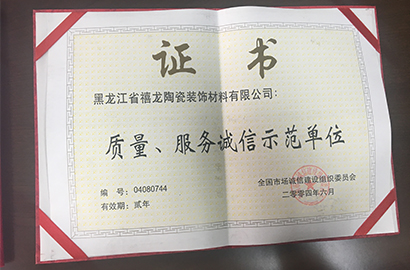 证书
黑龙江省禧龙陶瓷装饰材料有限公司:
质量、服务诚信示范单位
编 号: 04080744
有效期: 贰年
全国市场诚信建设组织委员会
二零零四年六月